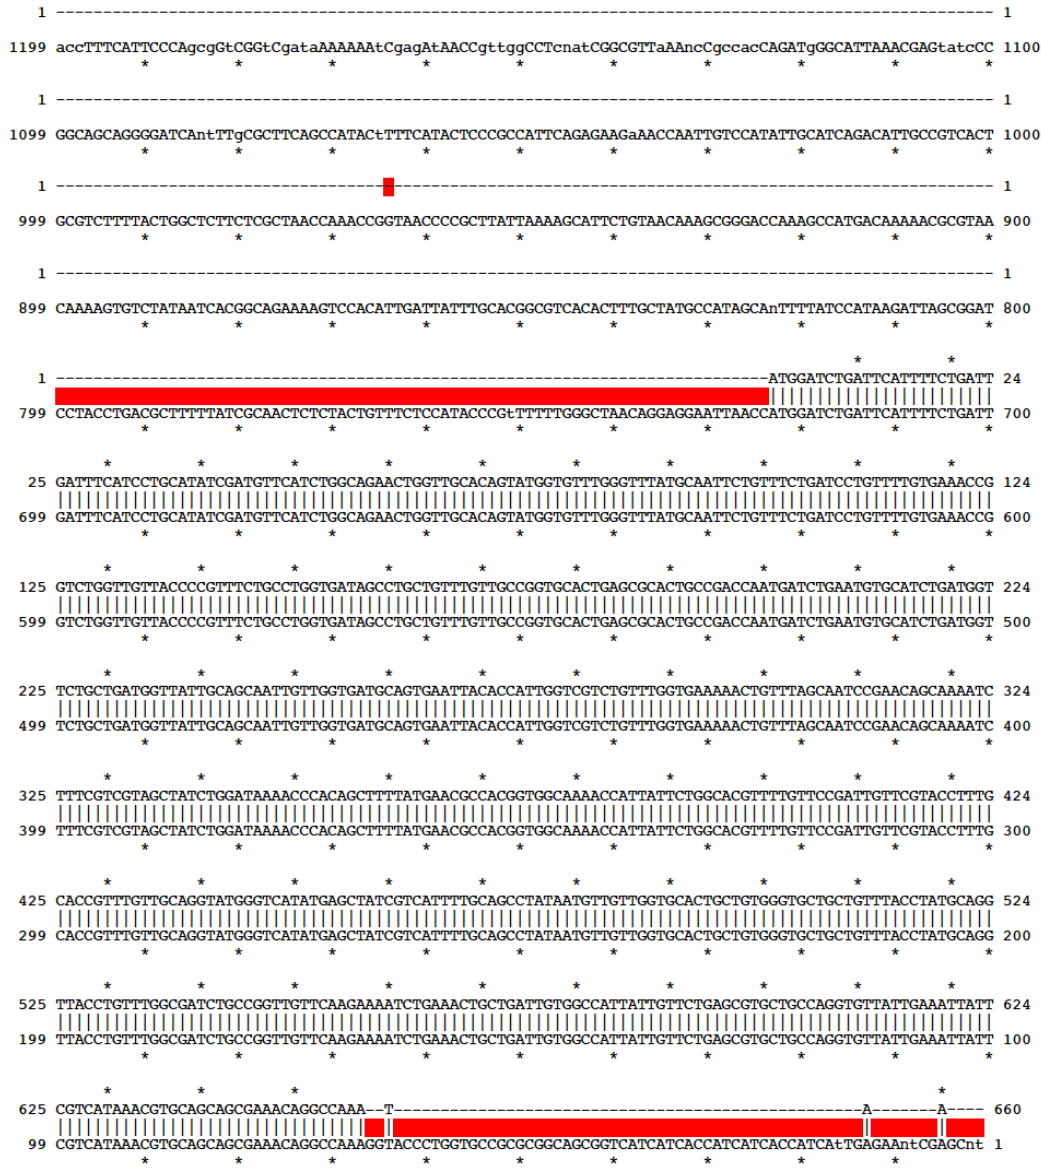 1 ---------------------------------------------------------------------------------------------------- 1
1199 accTTTCATTCCCAgcgGtCGGtCgataAAAAAAtCgagAtAACCgttggCCTcnatCGGCGTTaAAncCgccacCAGATgGGCATTAAACGAGtatcCC 1100
* * * * * * * * * *
1 ---------------------------------------------------------------------------------------------------- 1
1099 GGCAGCAGGGGATCAntTTgCGCTTCAGCCATACtTTTCATACTCCCGCCATTCAGAGAAGaAACCAATTGTCCATATTGCATCAGACATTGCCGTCACT 1000
* * * * * * * * * *
1 ---------------------------------------------------------------------------------------------------- 1
999 GCGTCTTTTACTGGCTCTTCTCGCTAACCAAACCGGTAACCCCGCTTATTAAAAGCATTCTGTAACAAAGCGGGACCAAAGCCATGACAAAAACGCGTAA 900
* * * * * * * * * *
1 ---------------------------------------------------------------------------------------------------- 1
899 CAAAAGTGTCTATAATCACGGCAGAAAAGTCCACATTGATTATTTGCACGGCGTCACACTTTGCTATGCCATAGCAnTTTTATCCATAAGATTAGCGGAT 800
* * * * * * * * * *
* *
1 ----------------------------------------------------------------------------ATGGATCTGATTCATTTTCTGATT 24
||||||||||||||||||||||||
799 CCTACCTGACGCTTTTTATCGCAACTCTCTACTGTTTCTCCATACCCGtTTTTTGGGCTAACAGGAGGAATTAACCATGGATCTGATTCATTTTCTGATT 700
* * * * * * * * * *
* * * * * * * * * *
25 GATTTCATCCTGCATATCGATGTTCATCTGGCAGAACTGGTTGCACAGTATGGTGTTTGGGTTTATGCAATTCTGTTTCTGATCCTGTTTTGTGAAACCG 124
||||||||||||||||||||||||||||||||||||||||||||||||||||||||||||||||||||||||||||||||||||||||||||||||||||
699 GATTTCATCCTGCATATCGATGTTCATCTGGCAGAACTGGTTGCACAGTATGGTGTTTGGGTTTATGCAATTCTGTTTCTGATCCTGTTTTGTGAAACCG 600
* * * * * * * * * *
* * * * * * * * * *
125 GTCTGGTTGTTACCCCGTTTCTGCCTGGTGATAGCCTGCTGTTTGTTGCCGGTGCACTGAGCGCACTGCCGACCAATGATCTGAATGTGCATCTGATGGT 224
||||||||||||||||||||||||||||||||||||||||||||||||||||||||||||||||||||||||||||||||||||||||||||||||||||
599 GTCTGGTTGTTACCCCGTTTCTGCCTGGTGATAGCCTGCTGTTTGTTGCCGGTGCACTGAGCGCACTGCCGACCAATGATCTGAATGTGCATCTGATGGT 500
* * * * * * * * * *
* * * * * * * * * *
225 TCTGCTGATGGTTATTGCAGCAATTGTTGGTGATGCAGTGAATTACACCATTGGTCGTCTGTTTGGTGAAAAACTGTTTAGCAATCCGAACAGCAAAATC 324
||||||||||||||||||||||||||||||||||||||||||||||||||||||||||||||||||||||||||||||||||||||||||||||||||||
499 TCTGCTGATGGTTATTGCAGCAATTGTTGGTGATGCAGTGAATTACACCATTGGTCGTCTGTTTGGTGAAAAACTGTTTAGCAATCCGAACAGCAAAATC 400
* * * * * * * * * *
* * * * * * * * * *
325 TTTCGTCGTAGCTATCTGGATAAAACCCACAGCTTTTATGAACGCCACGGTGGCAAAACCATTATTCTGGCACGTTTTGTTCCGATTGTTCGTACCTTTG 424
||||||||||||||||||||||||||||||||||||||||||||||||||||||||||||||||||||||||||||||||||||||||||||||||||||
399 TTTCGTCGTAGCTATCTGGATAAAACCCACAGCTTTTATGAACGCCACGGTGGCAAAACCATTATTCTGGCACGTTTTGTTCCGATTGTTCGTACCTTTG 300
* * * * * * * * * *
* * * * * * * * * *
425 CACCGTTTGTTGCAGGTATGGGTCATATGAGCTATCGTCATTTTGCAGCCTATAATGTTGTTGGTGCACTGCTGTGGGTGCTGCTGTTTACCTATGCAGG 524
||||||||||||||||||||||||||||||||||||||||||||||||||||||||||||||||||||||||||||||||||||||||||||||||||||
299 CACCGTTTGTTGCAGGTATGGGTCATATGAGCTATCGTCATTTTGCAGCCTATAATGTTGTTGGTGCACTGCTGTGGGTGCTGCTGTTTACCTATGCAGG 200
* * * * * * * * * *
* * * * * * * * * *
525 TTACCTGTTTGGCGATCTGCCGGTTGTTCAAGAAAATCTGAAACTGCTGATTGTGGCCATTATTGTTCTGAGCGTGCTGCCAGGTGTTATTGAAATTATT 624
||||||||||||||||||||||||||||||||||||||||||||||||||||||||||||||||||||||||||||||||||||||||||||||||||||
199 TTACCTGTTTGGCGATCTGCCGGTTGTTCAAGAAAATCTGAAACTGCTGATTGTGGCCATTATTGTTCTGAGCGTGCTGCCAGGTGTTATTGAAATTATT 100
* * * * * * * * * *
* * * *
625 CGTCATAAACGTGCAGCAGCGAAACAGGCCAAA--T--------------------------------------------------A-------A---- 660
||||||||||||||||||||||||||||||||| | | |
99 CGTCATAAACGTGCAGCAGCGAAACAGGCCAAAGGTACCCTGGTGCCGCGCGGCAGCGGTCATCATCACCATCATCACCATCAtTGAGAAntCGAGCnt 1
* * * * * * * * * *